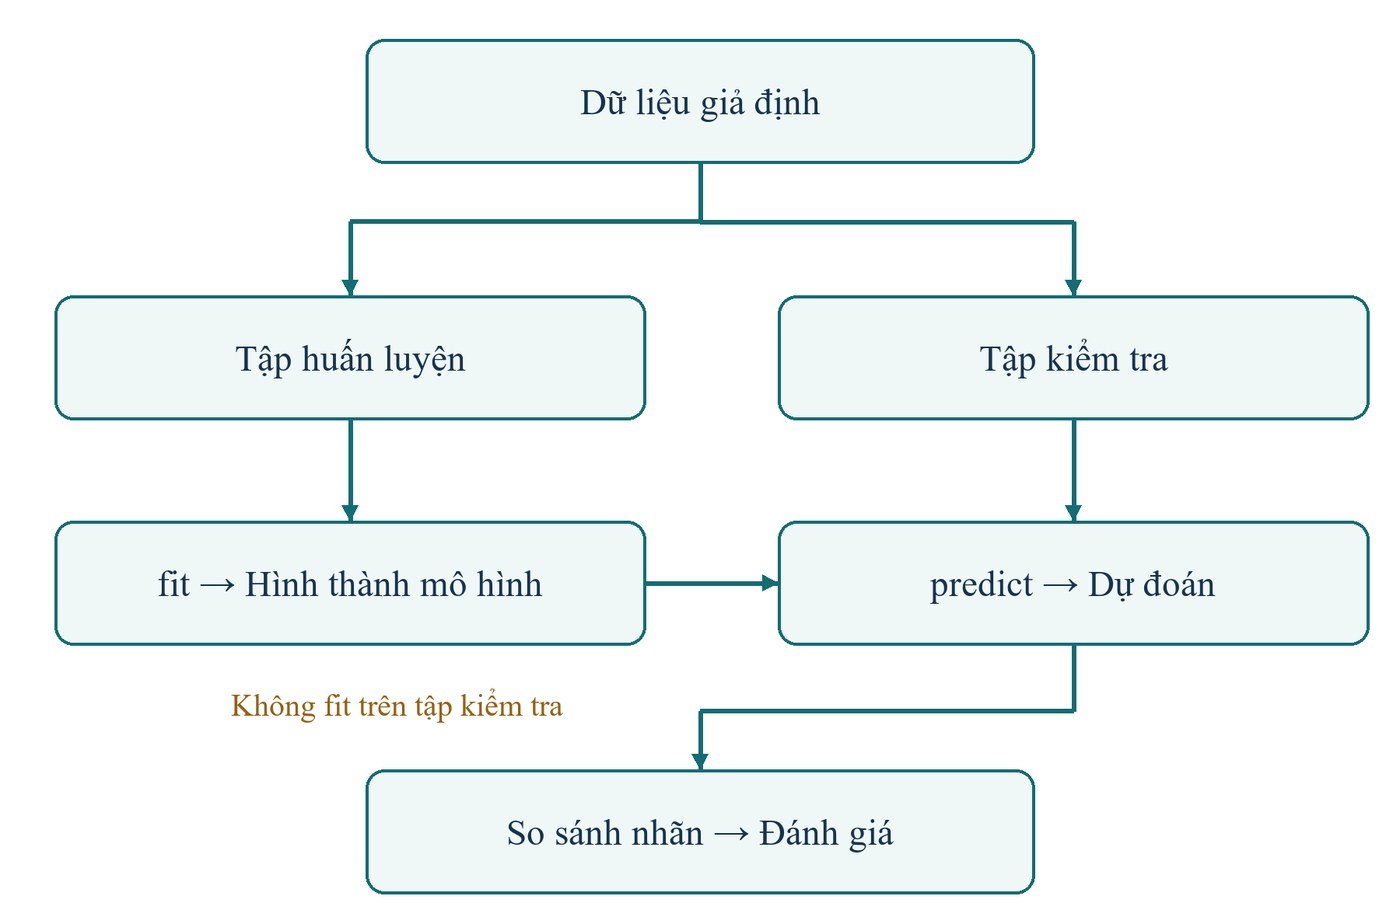 Dữ liệu giả định
Tập huấn luyện
Tập kiểm tra
fit → Hình thành mô hình
predict → Dự đoán
Không fit trên tập kiểm tra
So sánh nhãn → Đánh giá